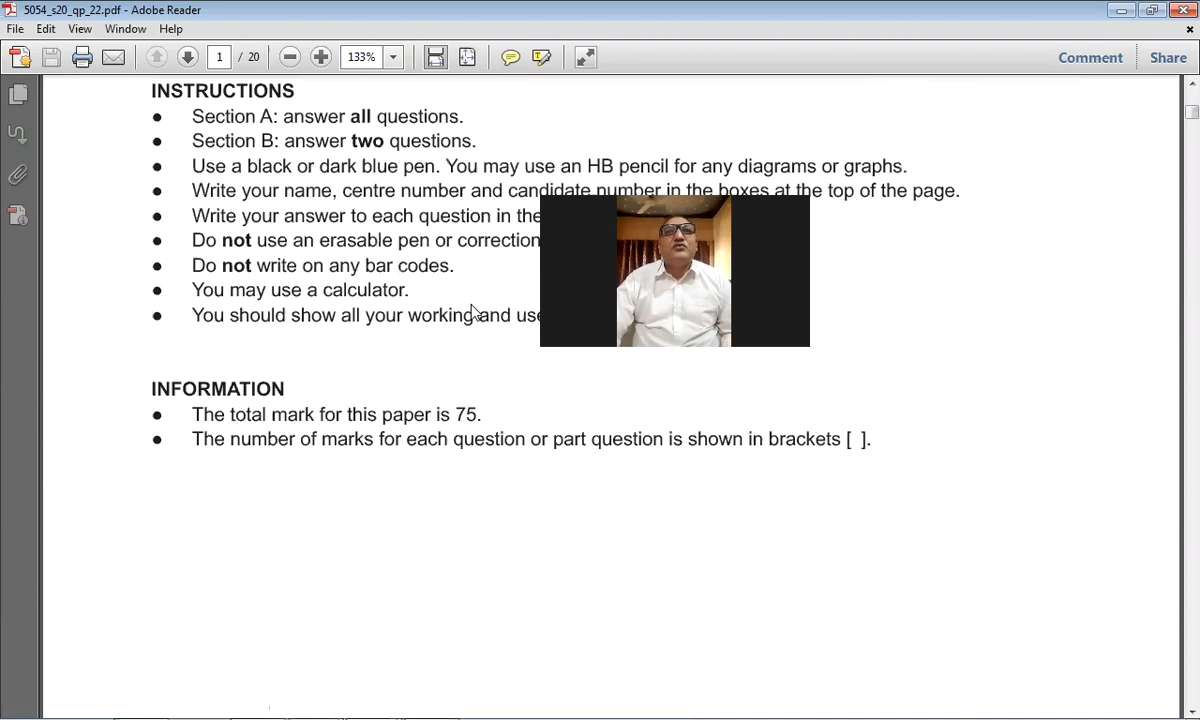 5054_s20_qp_22.pdf - Adobe Reader
File Edit View Window Help
1 / 20 133% Comment Share
INSTRUCTIONS
● Section A: answer all questions.
● Section B: answer two questions.
● Use a black or dark blue pen. You may use an HB pencil for any diagrams or graphs.
● Write your name, centre number and candidate number in the boxes at the top of the page.
● Write your answer to each question in the
● Do not use an erasable pen or correction
● Do not write on any bar codes.
● You may use a calculator.
● You should show all your working and use
INFORMATION
● The total mark for this paper is 75.
● The number of marks for each question or part question is shown in brackets [ ].